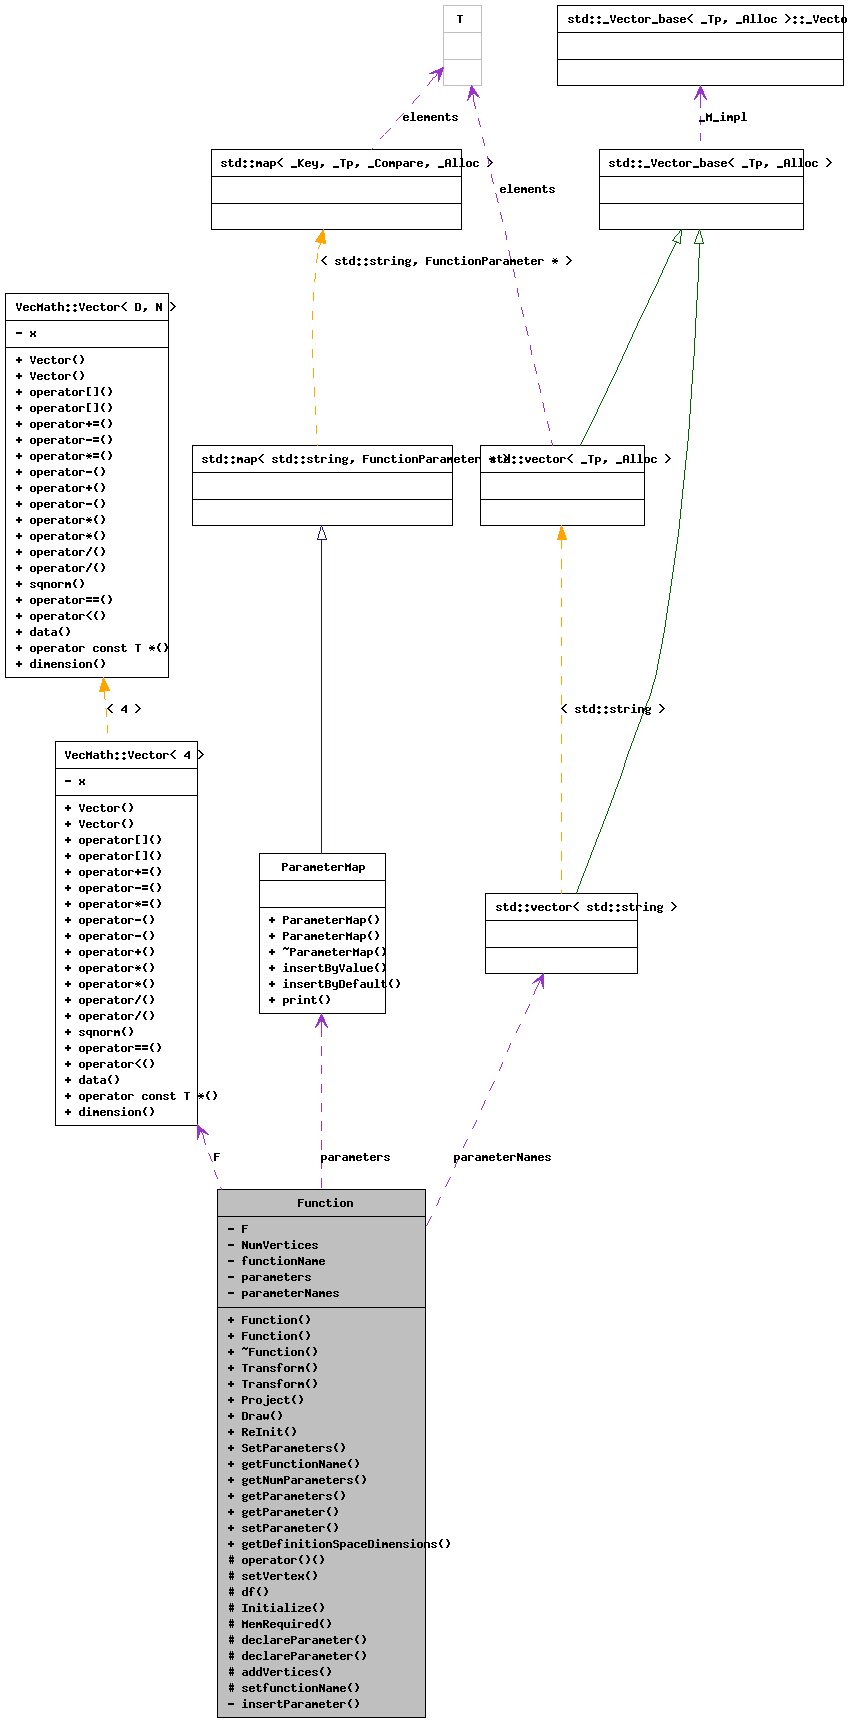 T
std::_Vector_base< _Tp, _Alloc >::_Vecto
elements
_M_impl
std::map< _Key, _Tp, _Compare, _Alloc >
std::_Vector_base< _Tp, _Alloc >
elements
< std::string, FunctionParameter * >
VecMath::Vector< D, N >
- x
+ Vector()
+ Vector()
+ operator[]()
+ operator[]()
+ operator+=()
+ operator-=()
+ operator*=()
+ operator-()
+ operator+()
+ operator-()
+ operator*()
+ operator*()
+ operator/()
+ operator/()
+ sqnorm()
+ operator==()
+ operator<()
+ data()
+ operator const T *()
+ dimension()
std::map< std::string, FunctionParameter * >
std::vector< _Tp, _Alloc >
< 4 >
< std::string >
VecMath::Vector< 4 >
- x
+ Vector()
+ Vector()
+ operator[]()
+ operator[]()
+ operator+=()
+ operator-=()
+ operator*=()
+ operator-()
+ operator-()
+ operator+()
+ operator*()
+ operator*()
+ operator/()
+ operator/()
+ sqnorm()
+ operator==()
+ operator<()
+ data()
+ operator const T *()
+ dimension()
ParameterMap
+ ParameterMap()
+ ParameterMap()
+ ~ParameterMap()
+ insertByValue()
+ insertByDefault()
+ print()
std::vector< std::string >
F
parameters
parameterNames
Function
- F
- NumVertices
- functionName
- parameters
- parameterNames
+ Function()
+ Function()
+ ~Function()
+ Transform()
+ Transform()
+ Project()
+ Draw()
+ ReInit()
+ SetParameters()
+ getFunctionName()
+ getNumParameters()
+ getParameters()
+ getParameter()
+ setParameter()
+ getDefinitionSpaceDimensions()
# operator()()
# setVertex()
# df()
# Initialize()
# MemRequired()
# declareParameter()
# declareParameter()
# addVertices()
# setfunctionName()
- insertParameter()